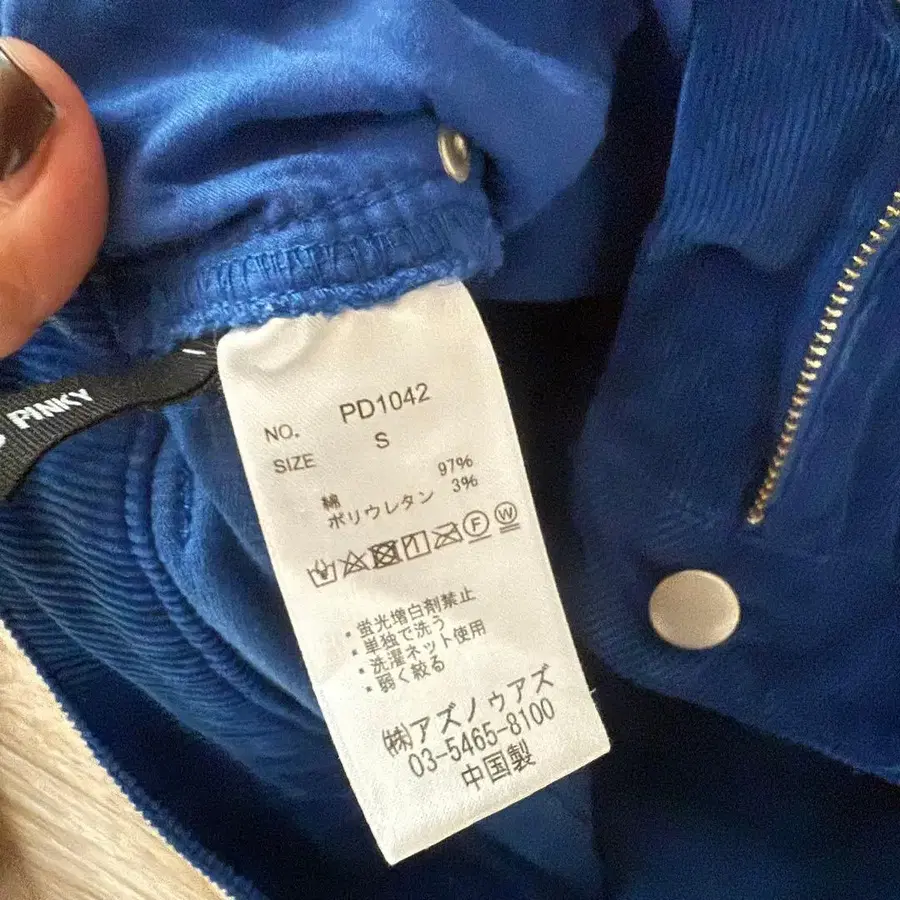 PINKY
NO. PD1042
SIZE S
綿 97%
ポリウレタン 3%
F W
・蛍光増白剤禁止
・単独で洗う
・洗濯ネット使用
・弱く絞る
㈱アズノゥアズ
03-5465-8100
中国製